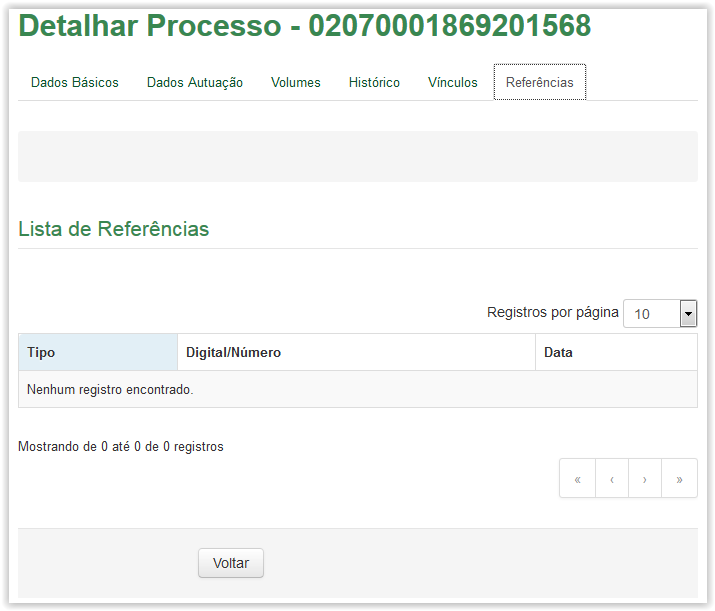 Detalhar Processo - 02070001869201568
Dados Básicos Dados Autuação Volumes Histórico Vínculos Referências
Lista de Referências
Registros por página 10
Tipo Digital/Número Data
Nenhum registro encontrado.
Mostrando de 0 até 0 de 0 registros
« ‹ › »
Voltar